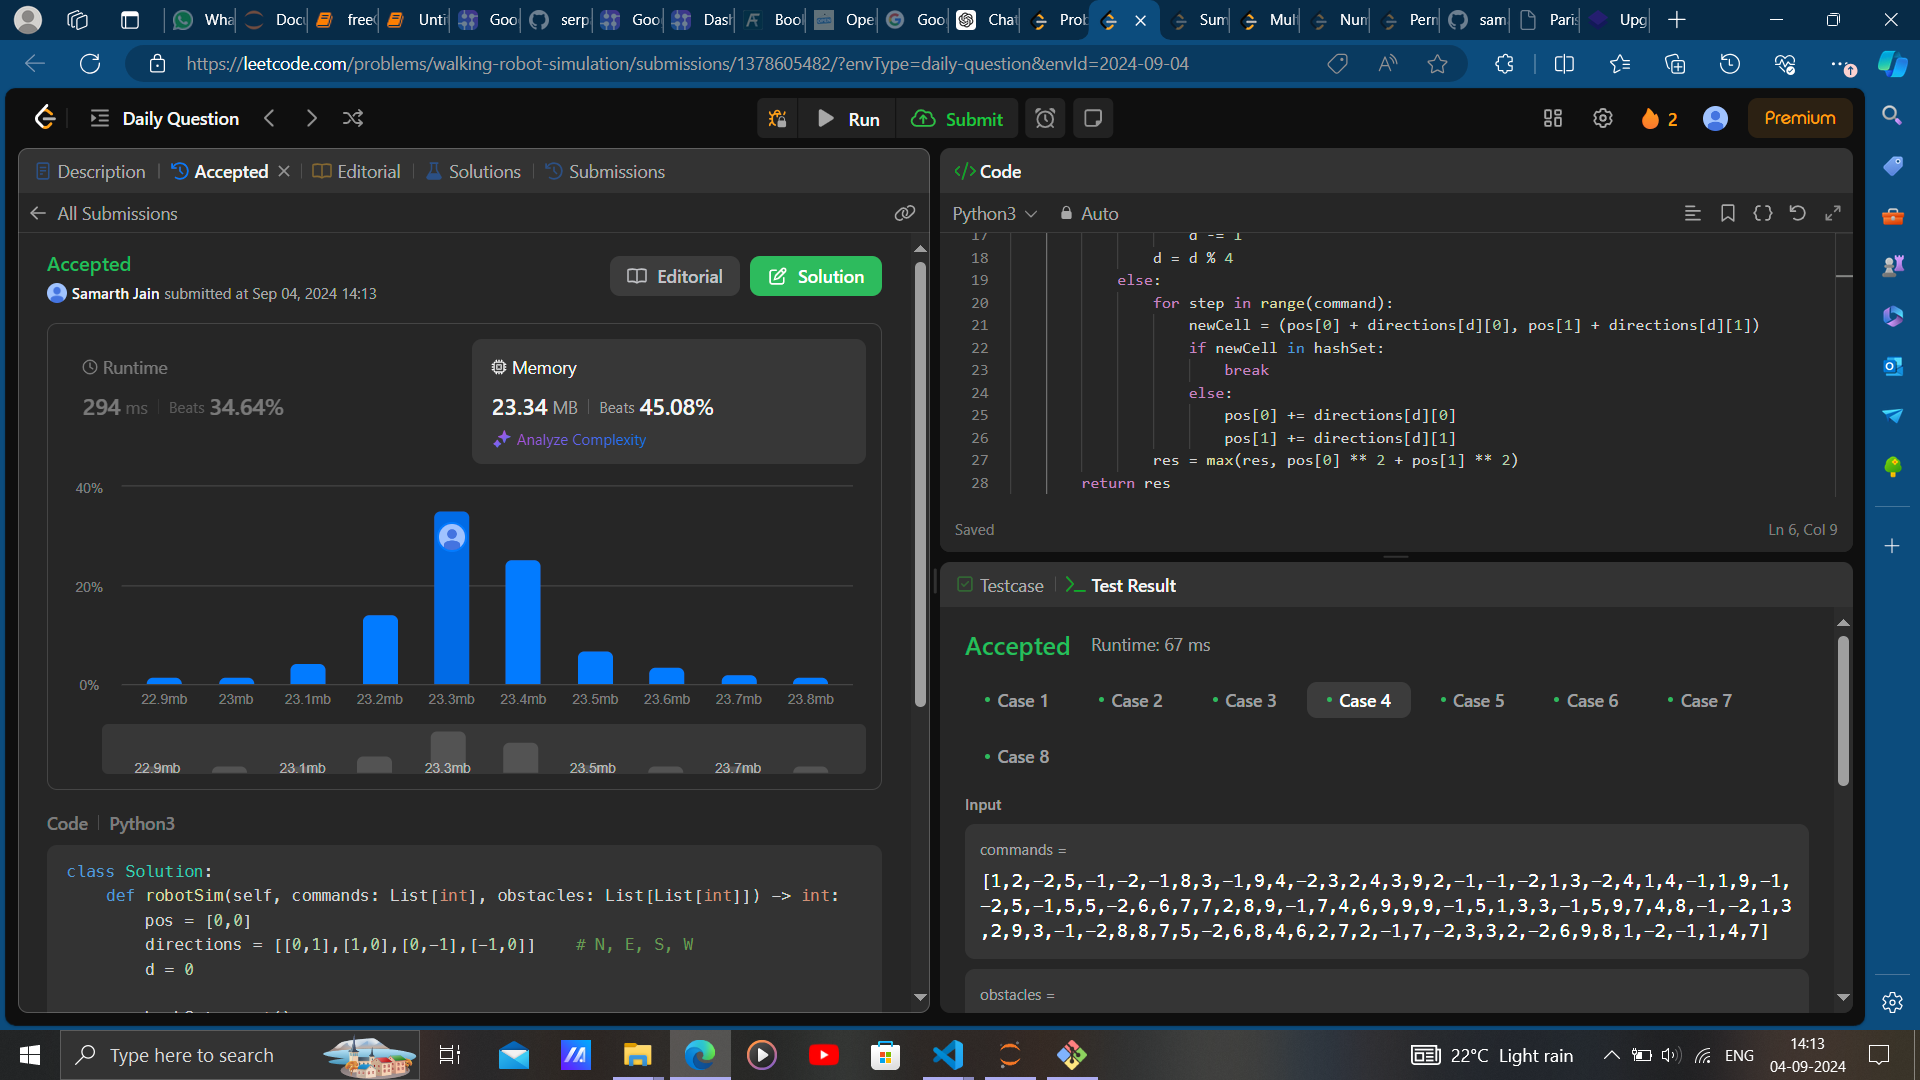 Wha
Docu
free
Unti
Goo
serp
Goo
Dash
Bool
Ope
Goo
Chat
Prob
Sum
Mult
Num
Perm
sam
Paris
Upg
https://leetcode.com/problems/walking-robot-simulation/submissions/1378605482/?envType=daily-question&envId=2024-09-04
Daily Question
Run
Submit
2
Premium
Description
Accepted
Editorial
Solutions
Submissions
All Submissions
Accepted
Samarth Jain submitted at Sep 04, 2024 14:13
Editorial
Solution
Runtime
294 ms
Beats 34.64%
Memory
23.34 MB
Beats 45.08%
Analyze Complexity
40%
20%
0%
22.9mb 23mb 23.1mb 23.2mb 23.3mb 23.4mb 23.5mb 23.6mb 23.7mb 23.8mb
22.9mb 23.1mb 23.3mb 23.5mb 23.7mb
Code
Python3
class Solution:
def robotSim(self, commands: List[int], obstacles: List[List[int]]) -> int:
pos = [0,0]
directions = [[0,1],[1,0],[0,-1],[-1,0]] # N, E, S, W
d = 0
Code
Python3
Auto
17 d -= 1
18 d = d % 4
19 else:
20 for step in range(command):
21 newCell = (pos[0] + directions[d][0], pos[1] + directions[d][1])
22 if newCell in hashSet:
23 break
24 else:
25 pos[0] += directions[d][0]
26 pos[1] += directions[d][1]
27 res = max(res, pos[0] ** 2 + pos[1] ** 2)
28 return res
Saved
Ln 6, Col 9
Testcase
Test Result
Accepted
Runtime: 67 ms
Case 1
Case 2
Case 3
Case 4
Case 5
Case 6
Case 7
Case 8
Input
commands =
[1,2,-2,5,-1,-2,-1,8,3,-1,9,4,-2,3,2,4,3,9,2,-1,-1,-2,1,3,-2,4,1,4,-1,1,9,-1,
-2,5,-1,5,5,-2,6,6,7,7,2,8,9,-1,7,4,6,9,9,9,-1,5,1,3,3,-1,5,9,7,4,8,-1,-2,1,3
,2,9,3,-1,-2,8,8,7,5,-2,6,8,4,6,2,7,2,-1,7,-2,3,3,2,-2,6,9,8,1,-2,-1,1,4,7]
obstacles =
Type here to search
22°C Light rain
ENG
14:13
04-09-2024